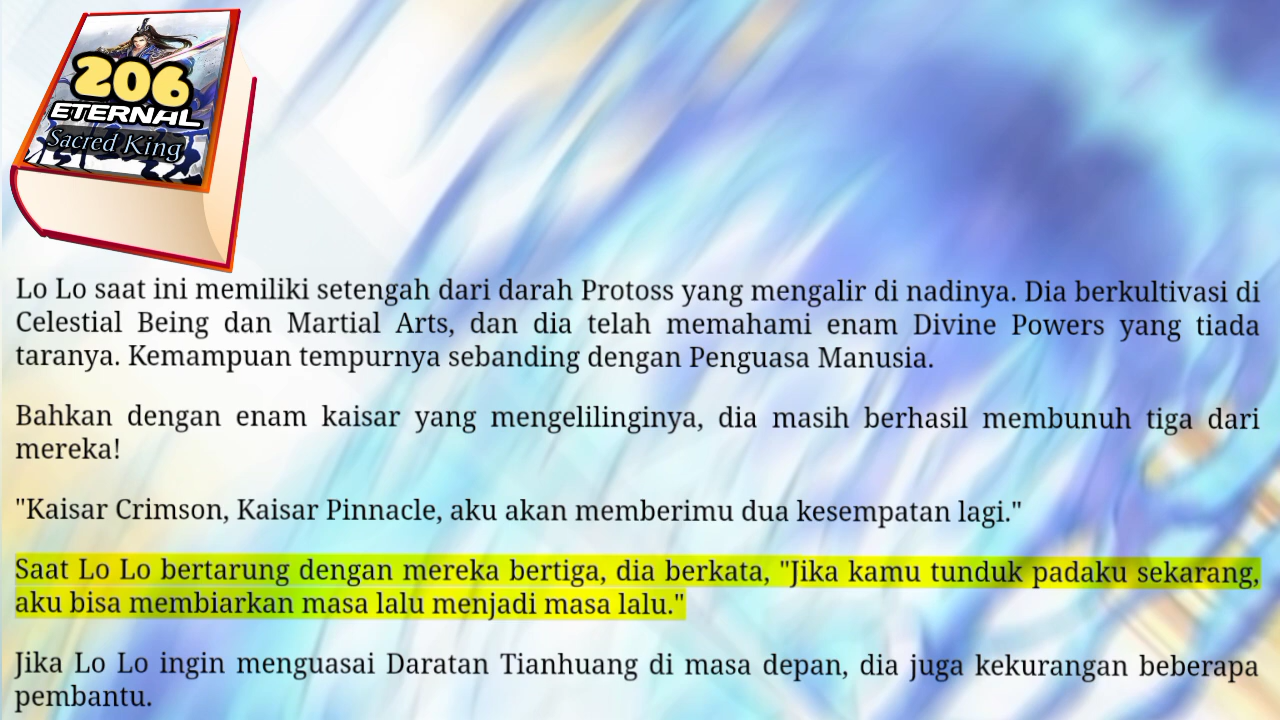 206
ETERNAL
Sacred King
Lo Lo saat ini memiliki setengah dari darah Protoss yang mengalir di nadinya. Dia berkultivasi di
Celestial Being dan Martial Arts, dan dia telah memahami enam Divine Powers yang tiada
taranya. Kemampuan tempurnya sebanding dengan Penguasa Manusia.
Bahkan dengan enam kaisar yang mengelilinginya, dia masih berhasil membunuh tiga dari
mereka!
"Kaisar Crimson, Kaisar Pinnacle, aku akan memberimu dua kesempatan lagi."
Saat Lo Lo bertarung dengan mereka bertiga, dia berkata, "Jika kamu tunduk padaku sekarang,
aku bisa membiarkan masa lalu menjadi masa lalu."
Jika Lo Lo ingin menguasai Daratan Tianhuang di masa depan, dia juga kekurangan beberapa
pembantu.